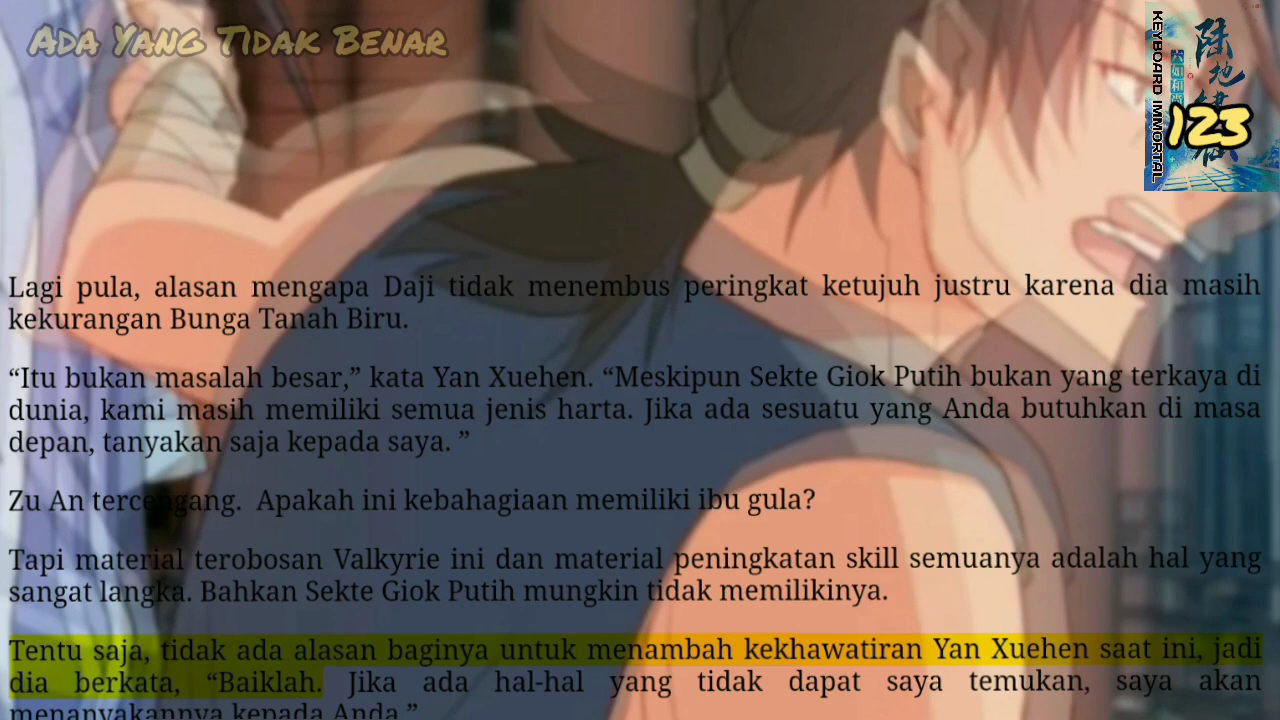 Ada Yang Tidak Benar
KEYBOARD IMMORTAL
123
Lagi pula, alasan mengapa Daji tidak menembus peringkat ketujuh justru karena dia masih
kekurangan Bunga Tanah Biru.
“Itu bukan masalah besar,” kata Yan Xuehen. “Meskipun Sekte Giok Putih bukan yang terkaya di
dunia, kami masih memiliki semua jenis harta. Jika ada sesuatu yang Anda butuhkan di masa
depan, tanyakan saja kepada saya. ”
Zu An tercengang.  Apakah ini kebahagiaan memiliki ibu gula?
Tapi material terobosan Valkyrie ini dan material peningkatan skill semuanya adalah hal yang
sangat langka. Bahkan Sekte Giok Putih mungkin tidak memilikinya.
Tentu saja, tidak ada alasan baginya untuk menambah kekhawatiran Yan Xuehen saat ini, jadi
dia berkata, “Baiklah. Jika ada hal-hal yang tidak dapat saya temukan, saya akan
menanyakannya kepada Anda.”